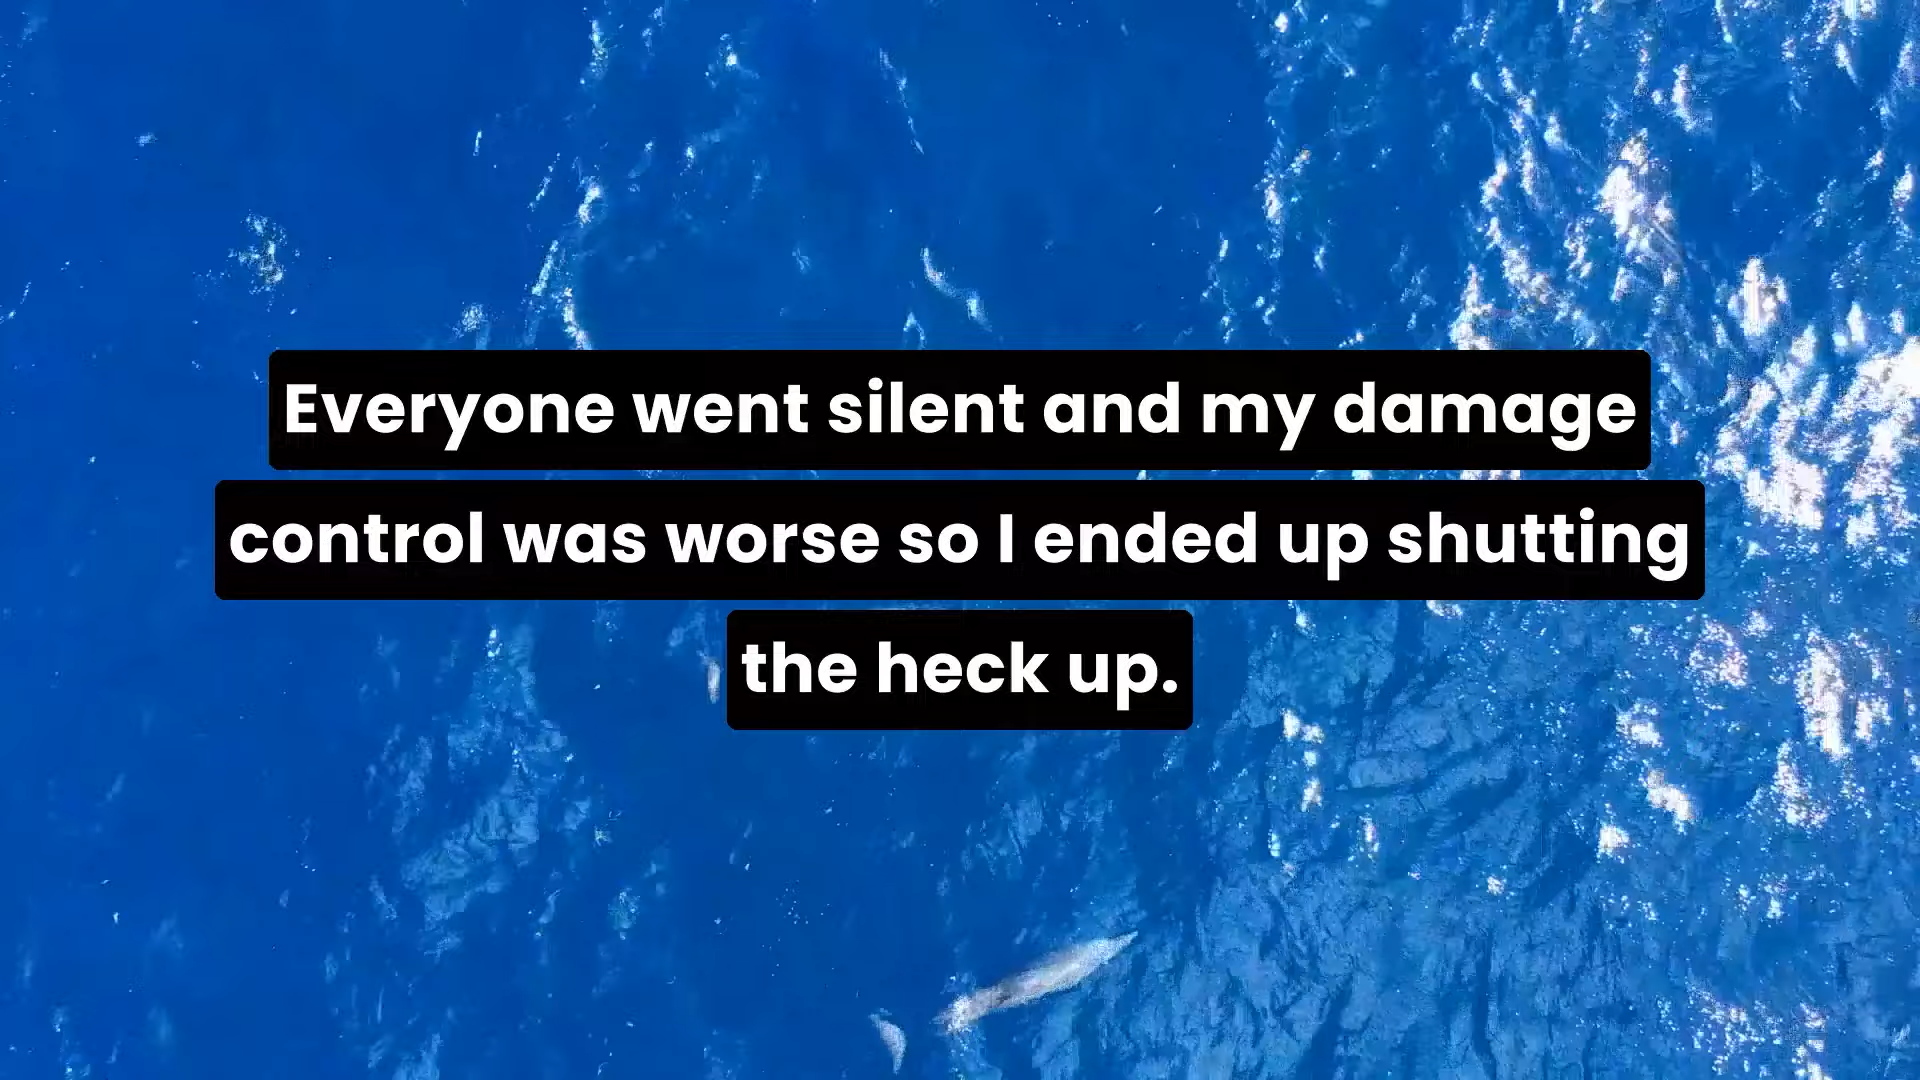 Everyone went silent and my damage
control was worse so I ended up shutting
the heck up.